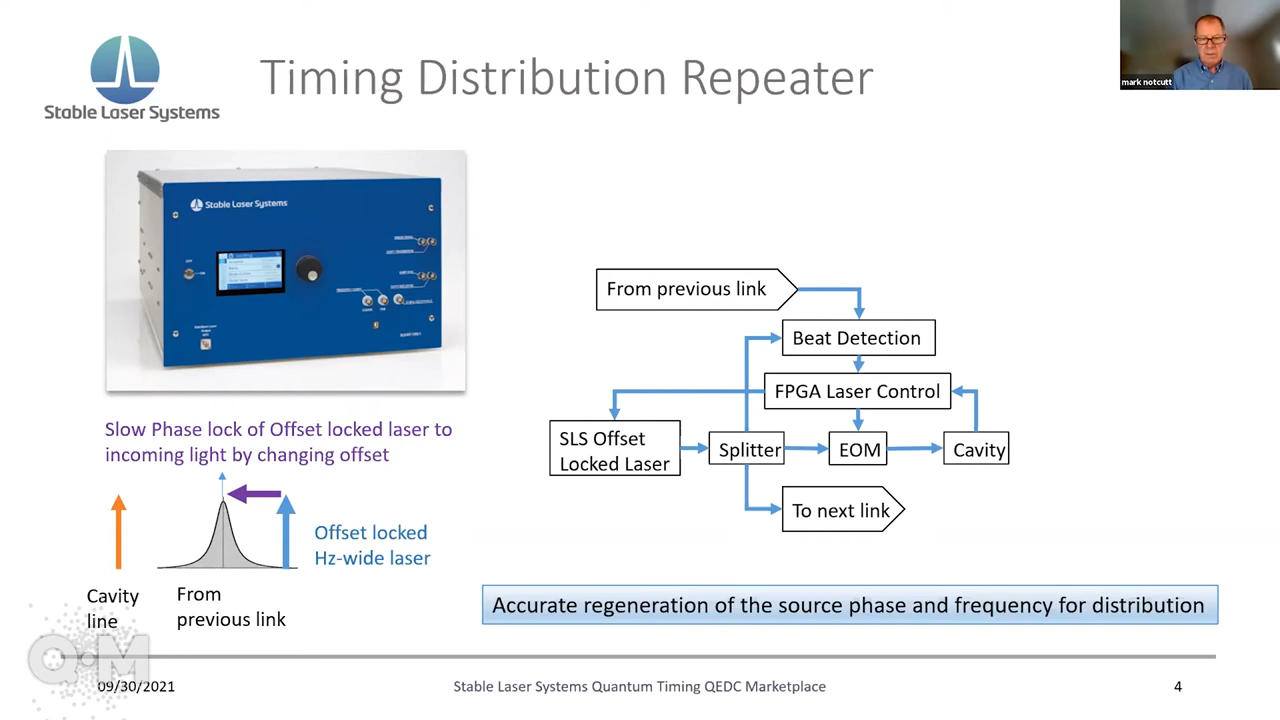 Stable Laser Systems
Timing Distribution Repeater
mark notcutt
Stable Laser Systems
OFF
ON
Slow Phase lock of Offset locked laser to
incoming light by changing offset
Offset locked
Hz-wide laser
Cavity
line
From
previous link
From previous link
Beat Detection
FPGA Laser Control
SLS Offset
Locked Laser
Splitter
EOM
Cavity
To next link
Accurate regeneration of the source phase and frequency for distribution
Q·M
09/30/2021
Stable Laser Systems Quantum Timing QEDC Marketplace
4